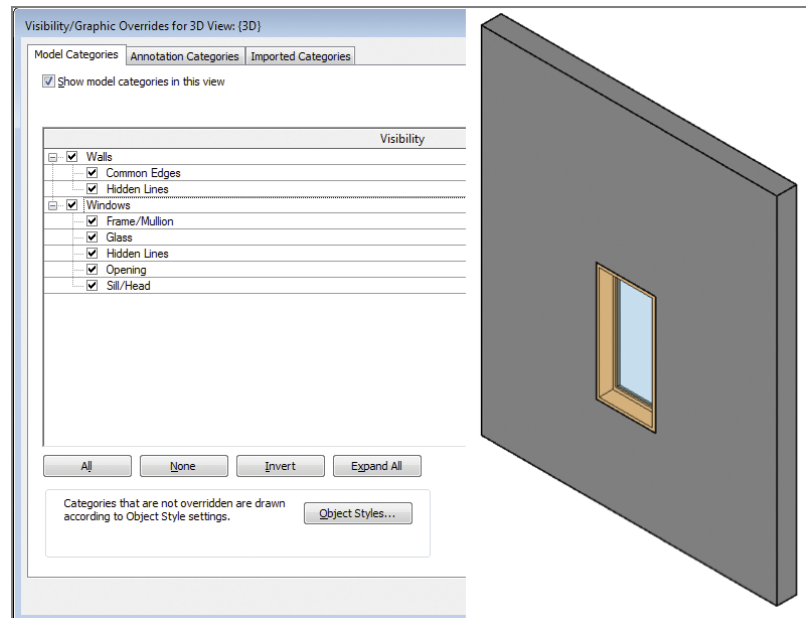 Visibility/Graphic Overrides for 3D View: {3D}
Model Categories Annotation Categories Imported Categories
Show model categories in this view
Visibility
Walls
Common Edges
Hidden Lines
Windows
Frame/Mullion
Glass
Hidden Lines
Opening
Sill/Head
All None Invert Expand All
Categories that are not overridden are drawn
according to Object Style settings.
Object Styles...